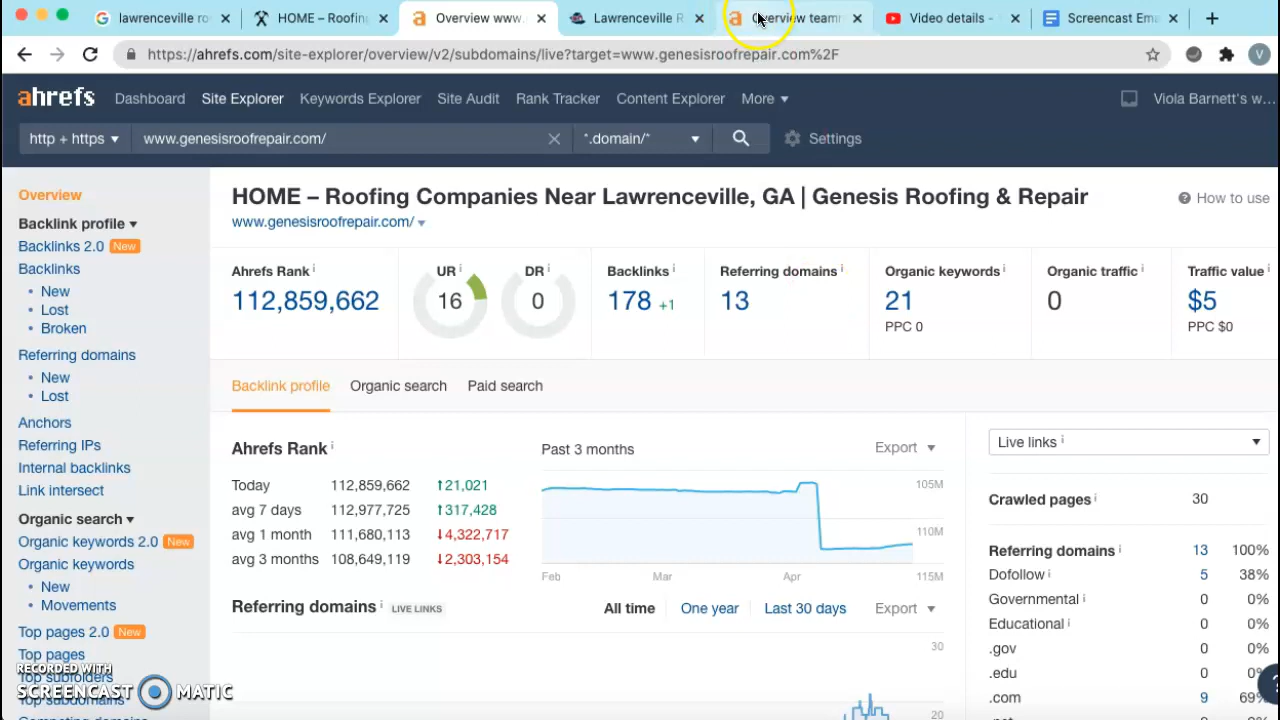 lawrenceville ro
HOME – Roofing
Overview www.
Lawrenceville R
Overview teamr
Video details -
Screencast Ema
https://ahrefs.com/site-explorer/overview/v2/subdomains/live?target=www.genesisroofrepair.com%2F
V
ahrefs
Dashboard
Site Explorer
Keywords Explorer
Site Audit
Rank Tracker
Content Explorer
More
Viola Barnett's w...
http + https
www.genesisroofrepair.com/
*.domain/*
Settings
Overview
Backlink profile
Backlinks 2.0 New
Backlinks
• New
• Lost
• Broken
Referring domains
• New
• Lost
Anchors
Referring IPs
Internal backlinks
Link intersect
Organic search
Organic keywords 2.0 New
Organic keywords
• New
• Movements
Top pages 2.0 New
Top pages
Top subfolders
Top subdomains
Competing domains
RECORDED WITH
SCREENCAST MATIC
HOME – Roofing Companies Near Lawrenceville, GA | Genesis Roofing & Repair
How to use
www.genesisroofrepair.com/
Ahrefs Rank
112,859,662
UR
16
DR
0
Backlinks
178 +1
Referring domains
13
Organic keywords
21
PPC 0
Organic traffic
0
Traffic value
$5
PPC $0
Backlink profile
Organic search
Paid search
Ahrefs Rank
Past 3 months
Export
Today 112,859,662 ↑21,021
avg 7 days 112,977,725 ↑317,428
avg 1 month 111,680,113 ↓4,322,717
avg 3 months 108,649,119 ↓2,303,154
105M
110M
115M
Feb
Mar
Apr
Referring domains LIVE LINKS
All time
One year
Last 30 days
Export
30
20
Live links
Crawled pages 30
Referring domains 13 100%
Dofollow 5 38%
Governmental 0 0%
Educational 0 0%
.gov 0 0%
.edu 0 0%
.com 9 69%
?